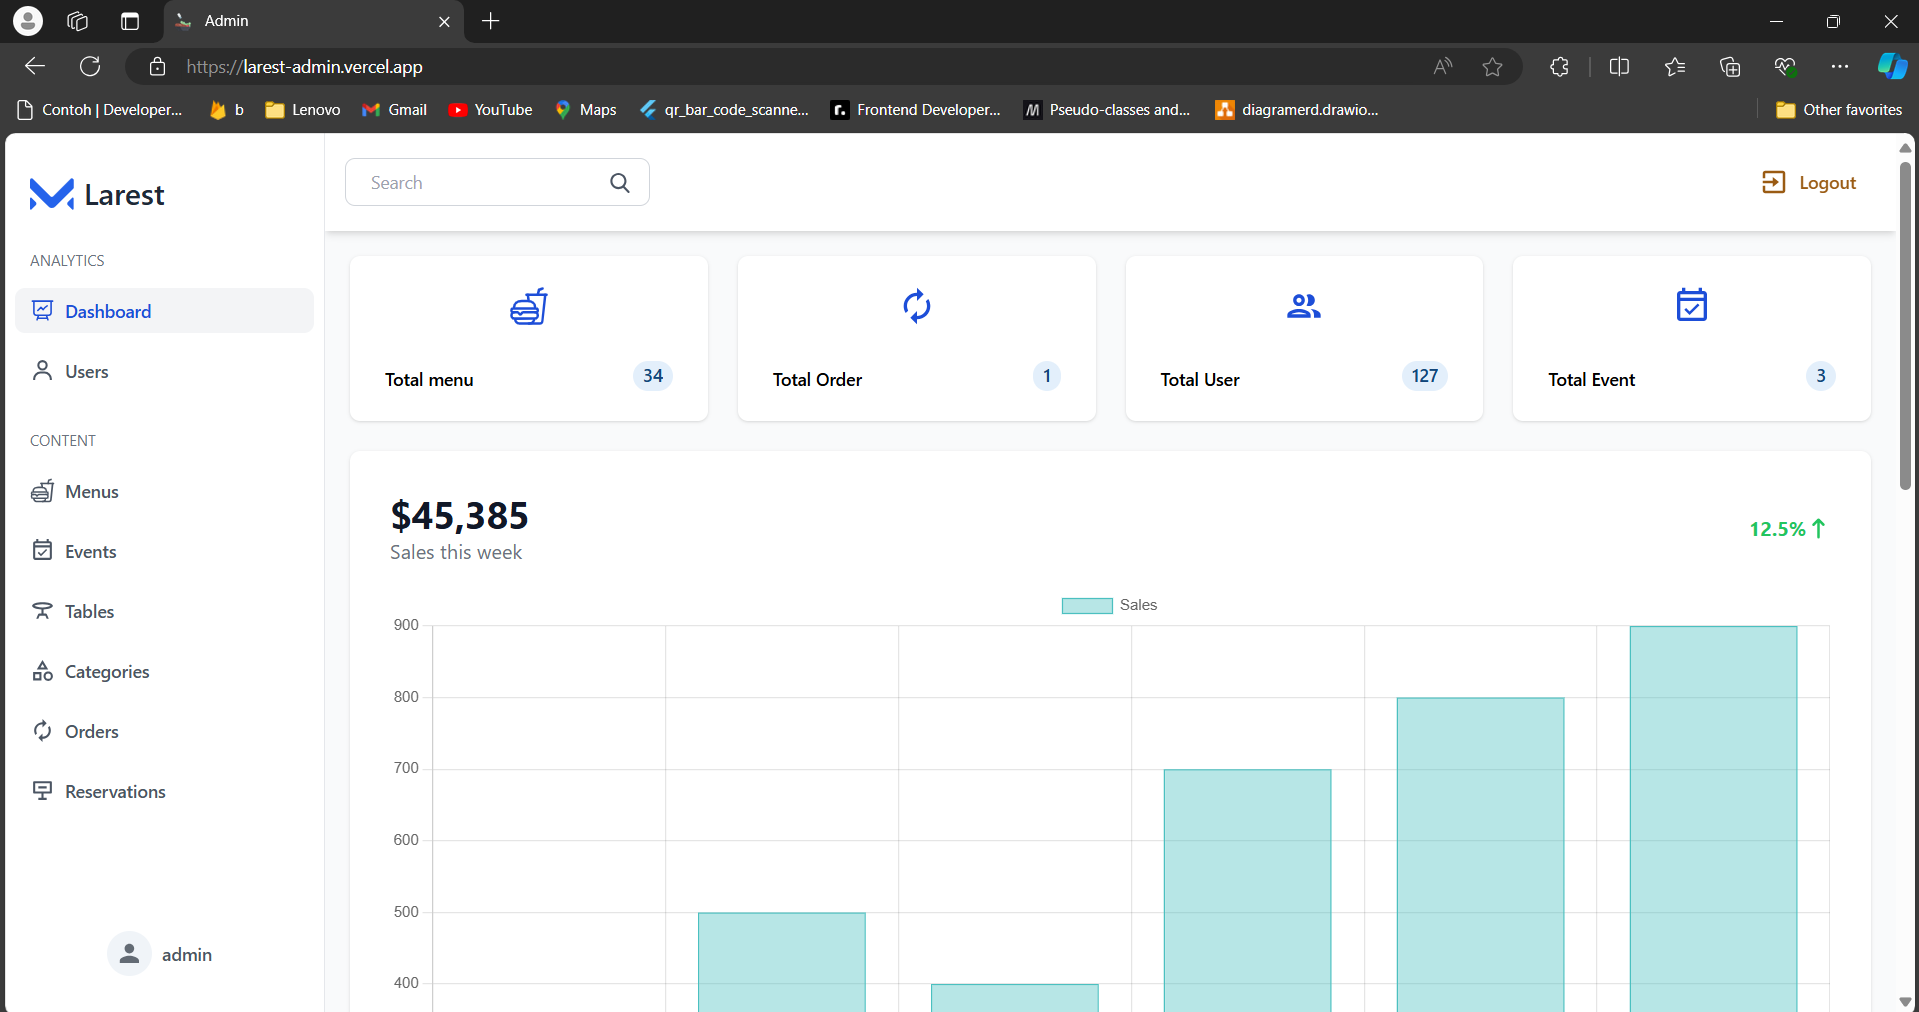 Admin
https://larest-admin.vercel.app
Contoh | Developer...
b
Lenovo
Gmail
YouTube
Maps
qr_bar_code_scanne...
Frontend Developer...
Pseudo-classes and...
diagramerd.drawio...
Other favorites
Larest
Search
Logout
ANALYTICS
Dashboard
Users
CONTENT
Menus
Events
Tables
Categories
Orders
Reservations
admin
Total menu 34
Total Order 1
Total User 127
Total Event 3
$45,385
Sales this week
12.5%
Sales
900
800
700
600
500
400